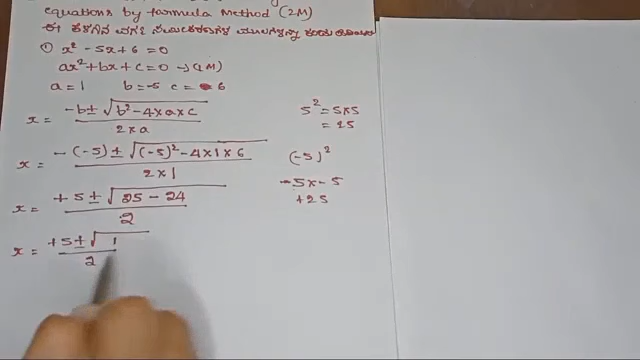 equations by formula Method (2M)
① x² - 5x + 6 = 0
ax² + bx + c = 0 → (1M)
a = 1 b = -5 c = 6
x = -b ± √b² - 4×a×c / 2×a
5² = 5×5
= 25
x = -(-5) ± √(-5)² - 4×1×6 / 2×1
(-5)²
-5×-5
+25
x = +5 ± √25 - 24 / 2
x = +5 ± √1 / 2